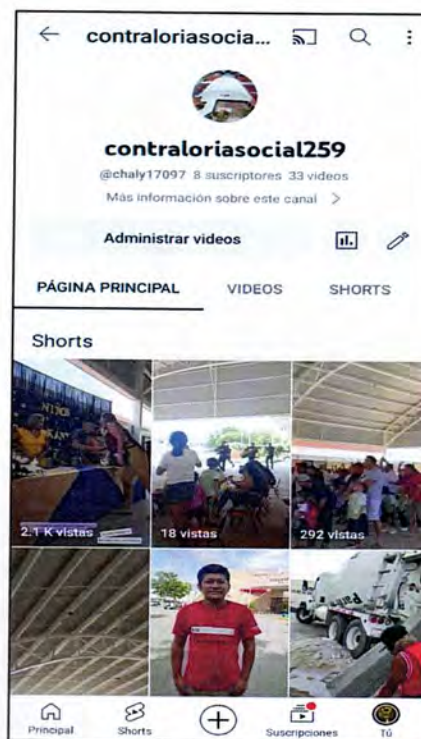 contraloriasocia...
contraloriasocial259
@chaly17097 8 suscriptores 33 videos
Más información sobre este canal >
Administrar videos
PÁGINA PRINCIPAL VIDEOS SHORTS
Shorts
2.1 K vistas
18 vistas
292 vistas
Principal Shorts Suscripciones Tú